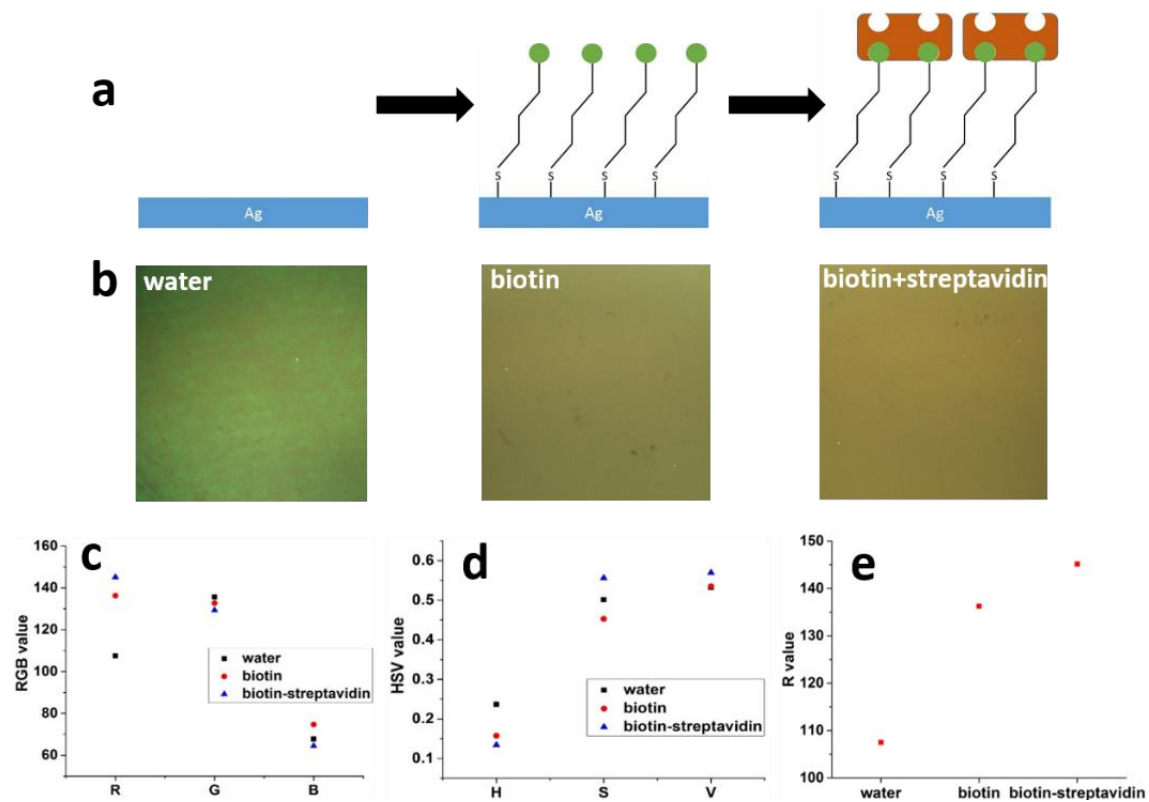 a
S S S S
Ag
Ag
S S S S
Ag
b
water
biotin
biotin+streptavidin
c
160
140
120
100
80
60
RGB value
water
biotin
biotin-streptavidin
R G B
d
0.6
0.5
0.4
0.3
0.2
0.1
HSV value
water
biotin
biotin-streptavidin
H S V
e
150
140
130
120
110
100
R value
water biotin biotin-streptavidin